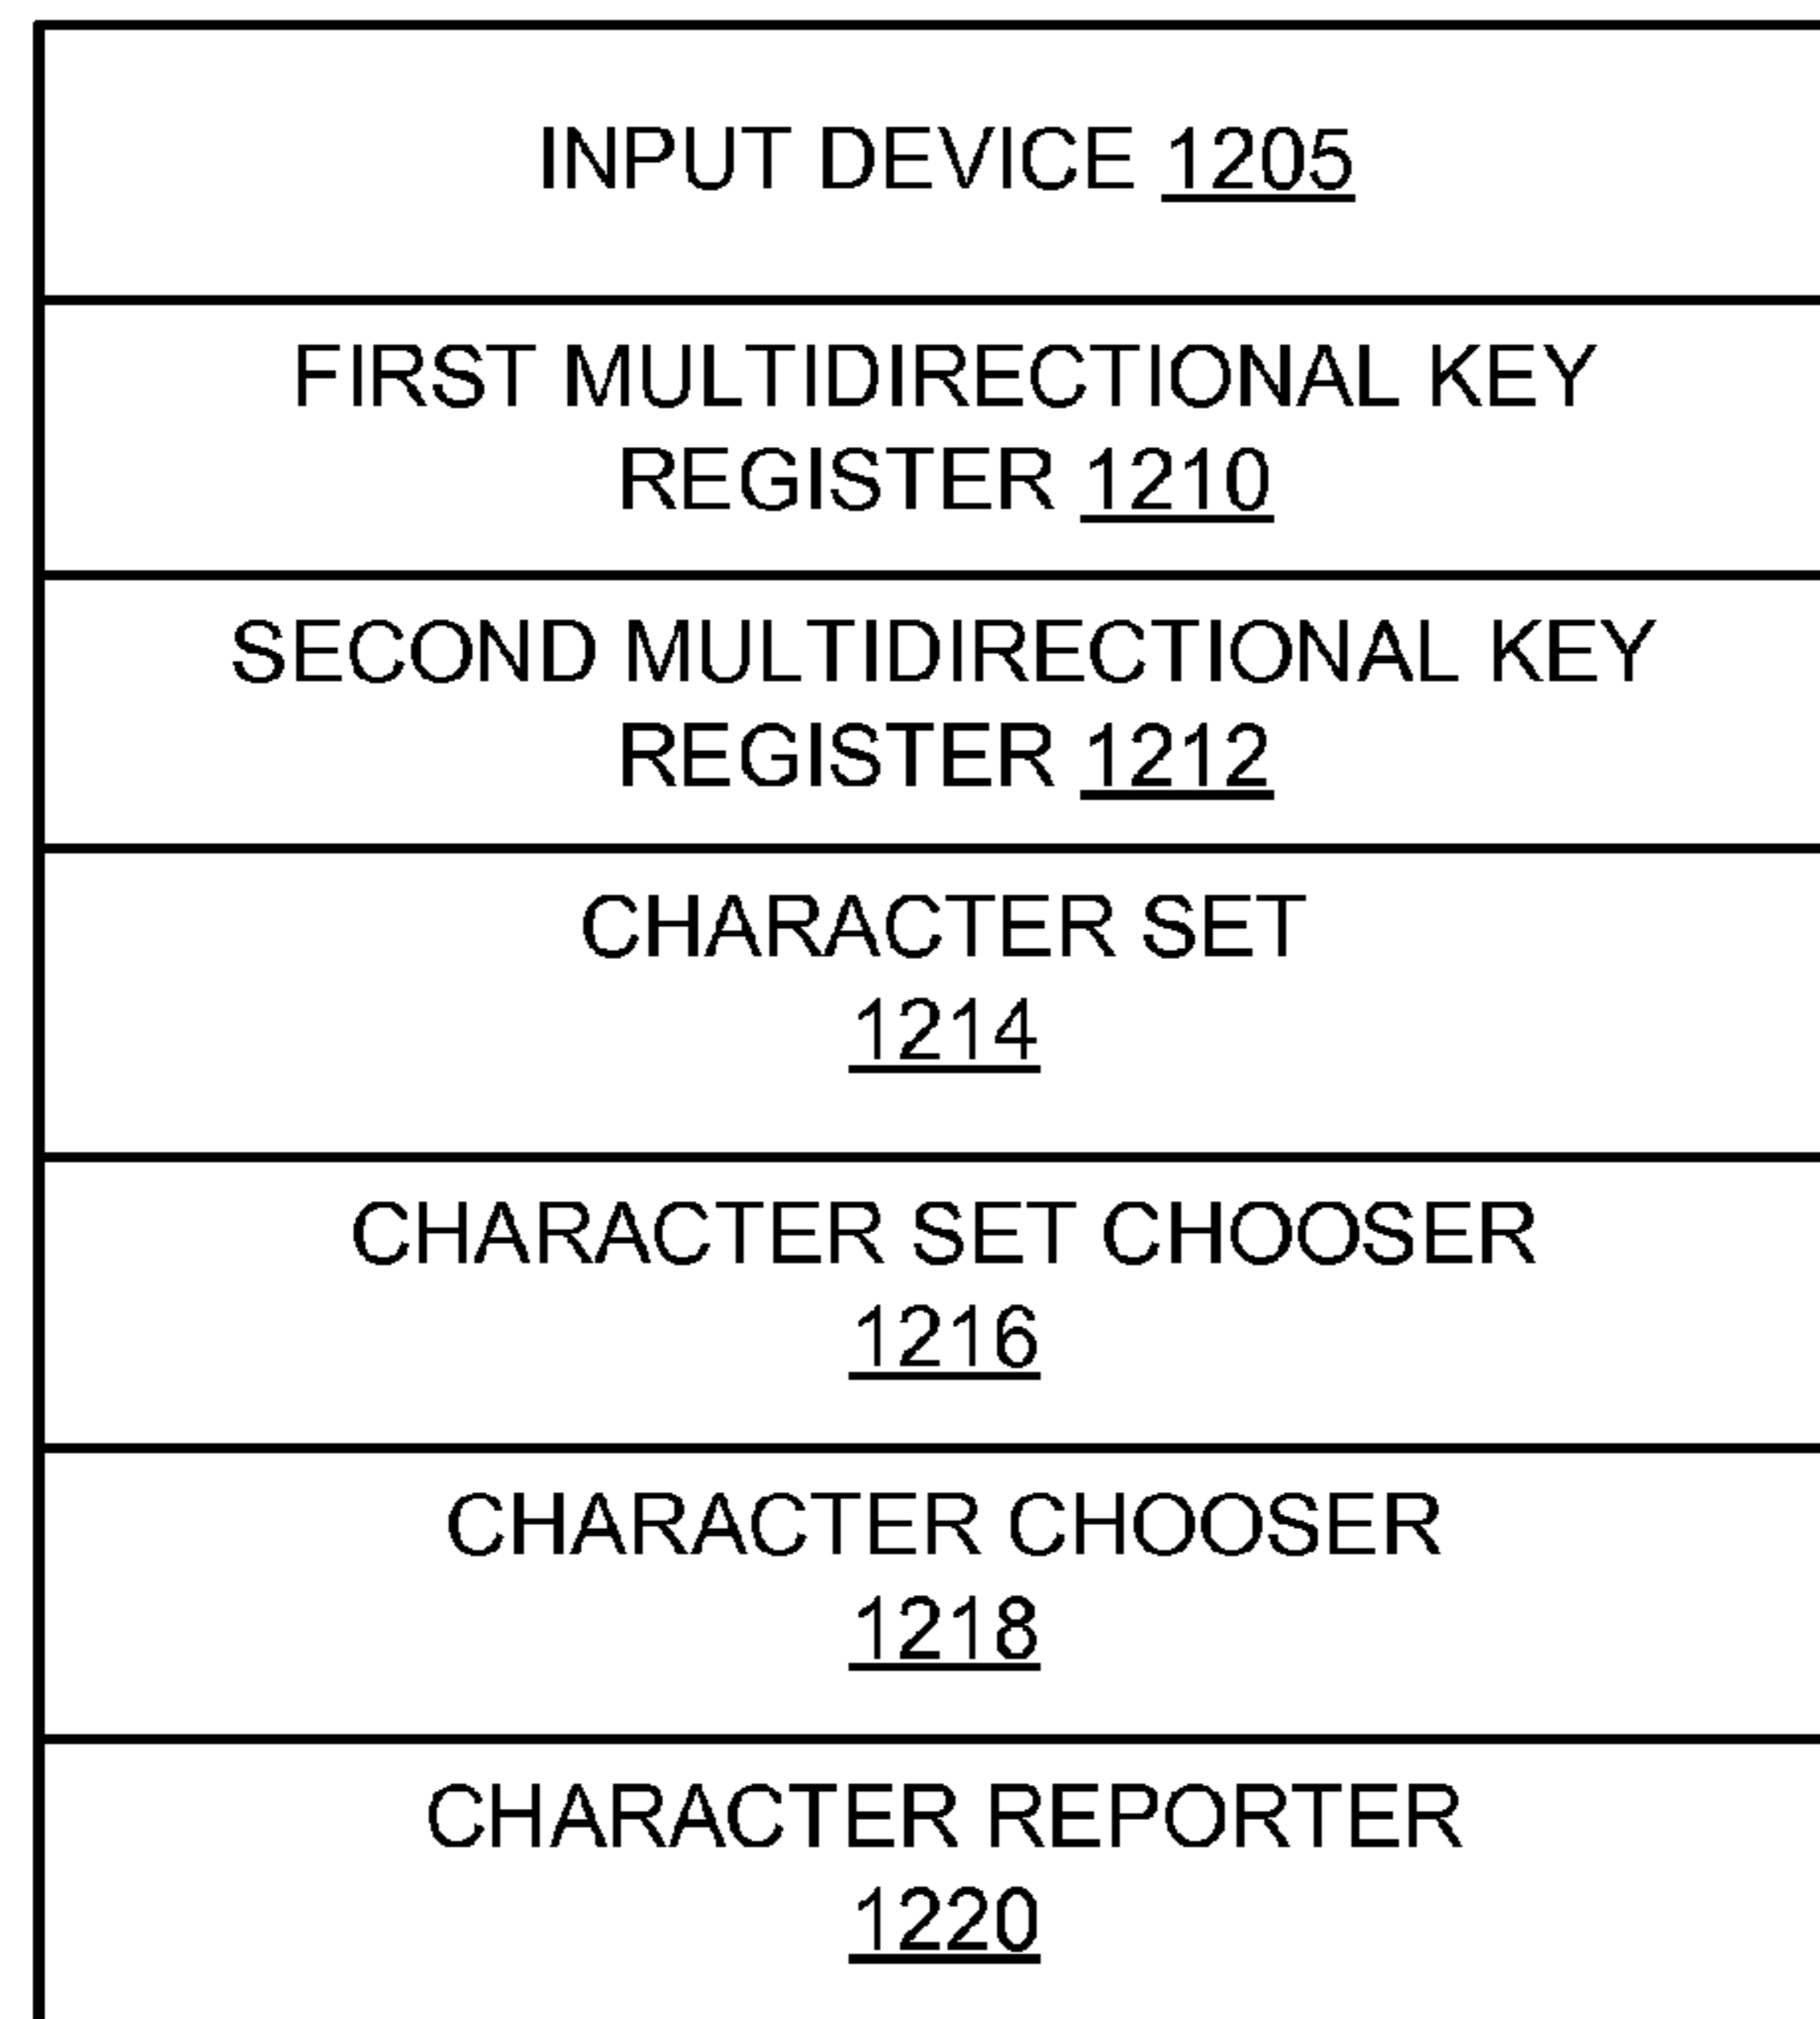 INPUT DEVICE 1205
FIRST MULTIDIRECTIONAL KEY
REGISTER 1210
SECOND MULTIDIRECTIONAL KEY
REGISTER 1212
CHARACTER SET
1214
CHARACTER SET CHOOSER
1216
CHARACTER CHOOSER
1218
CHARACTER REPORTER
1220